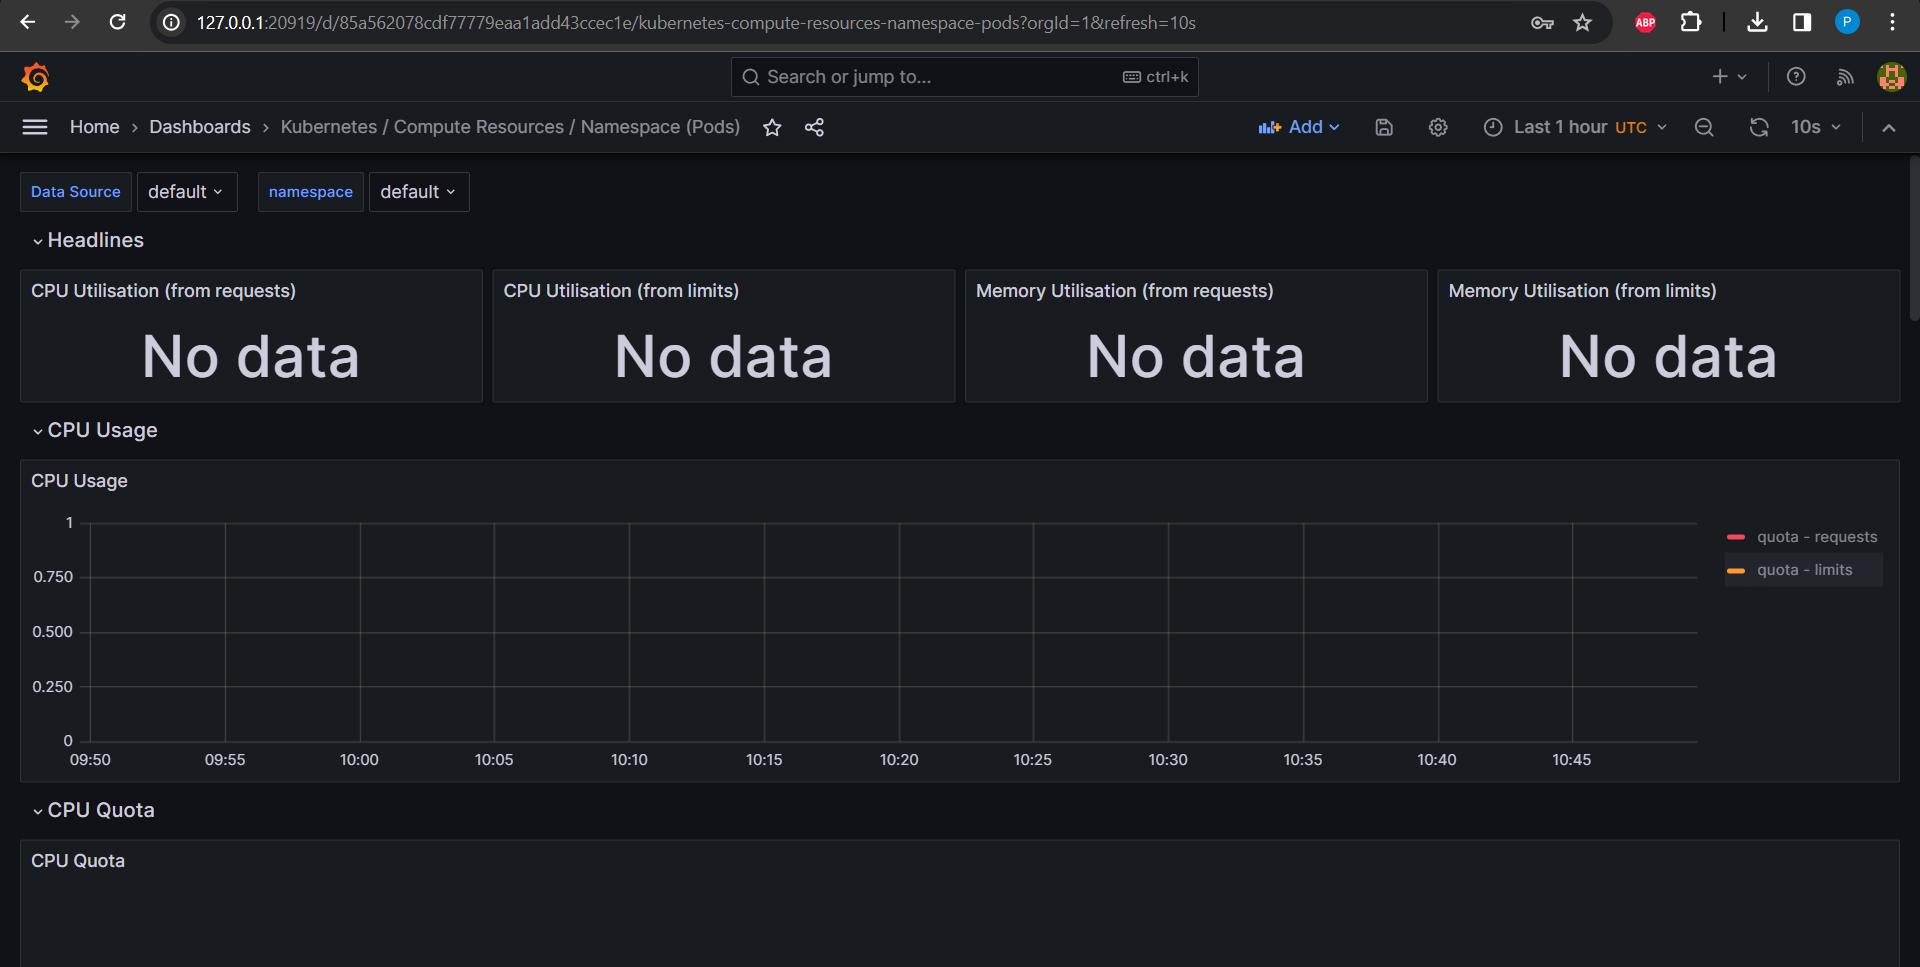 127.0.0.1:20919/d/85a562078cdf77779eaa1add43ccec1e/kubernetes-compute-resources-namespace-pods?orgId=1&refresh=10s
ABP
P
Search or jump to...
ctrl+k
Home › Dashboards › Kubernetes / Compute Resources / Namespace (Pods)
Add
Last 1 hour UTC
10s
Data Source
default
namespace
default
Headlines
CPU Utilisation (from requests)
No data
CPU Utilisation (from limits)
No data
Memory Utilisation (from requests)
No data
Memory Utilisation (from limits)
No data
CPU Usage
CPU Usage
1
0.750
0.500
0.250
0
09:50 09:55 10:00 10:05 10:10 10:15 10:20 10:25 10:30 10:35 10:40 10:45
quota - requests
quota - limits
CPU Quota
CPU Quota